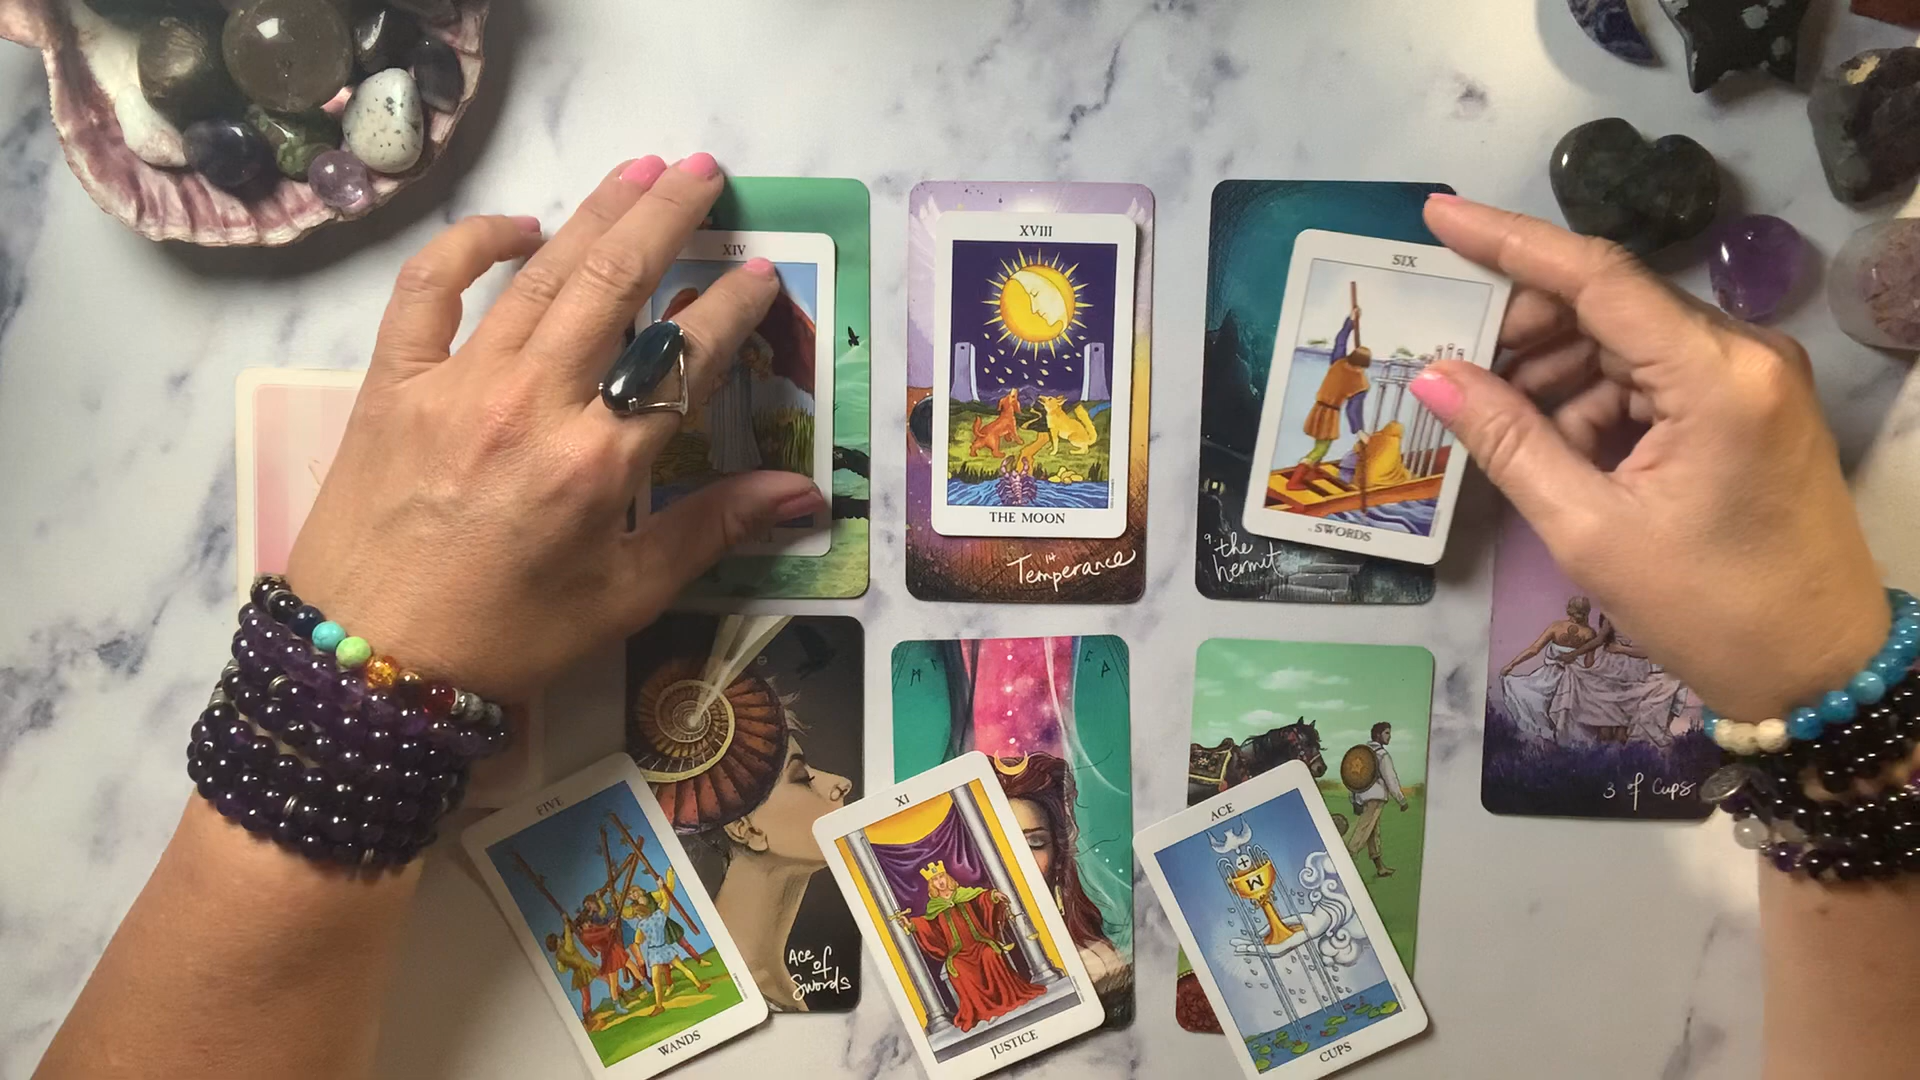 XIV
XVIII
THE MOON
14
Temperance
SIX
SWORDS
9.
the
hermit
3 of Cups
FIVE
WANDS
Ace
of
Swords
XI
JUSTICE
ACE
M
CUPS